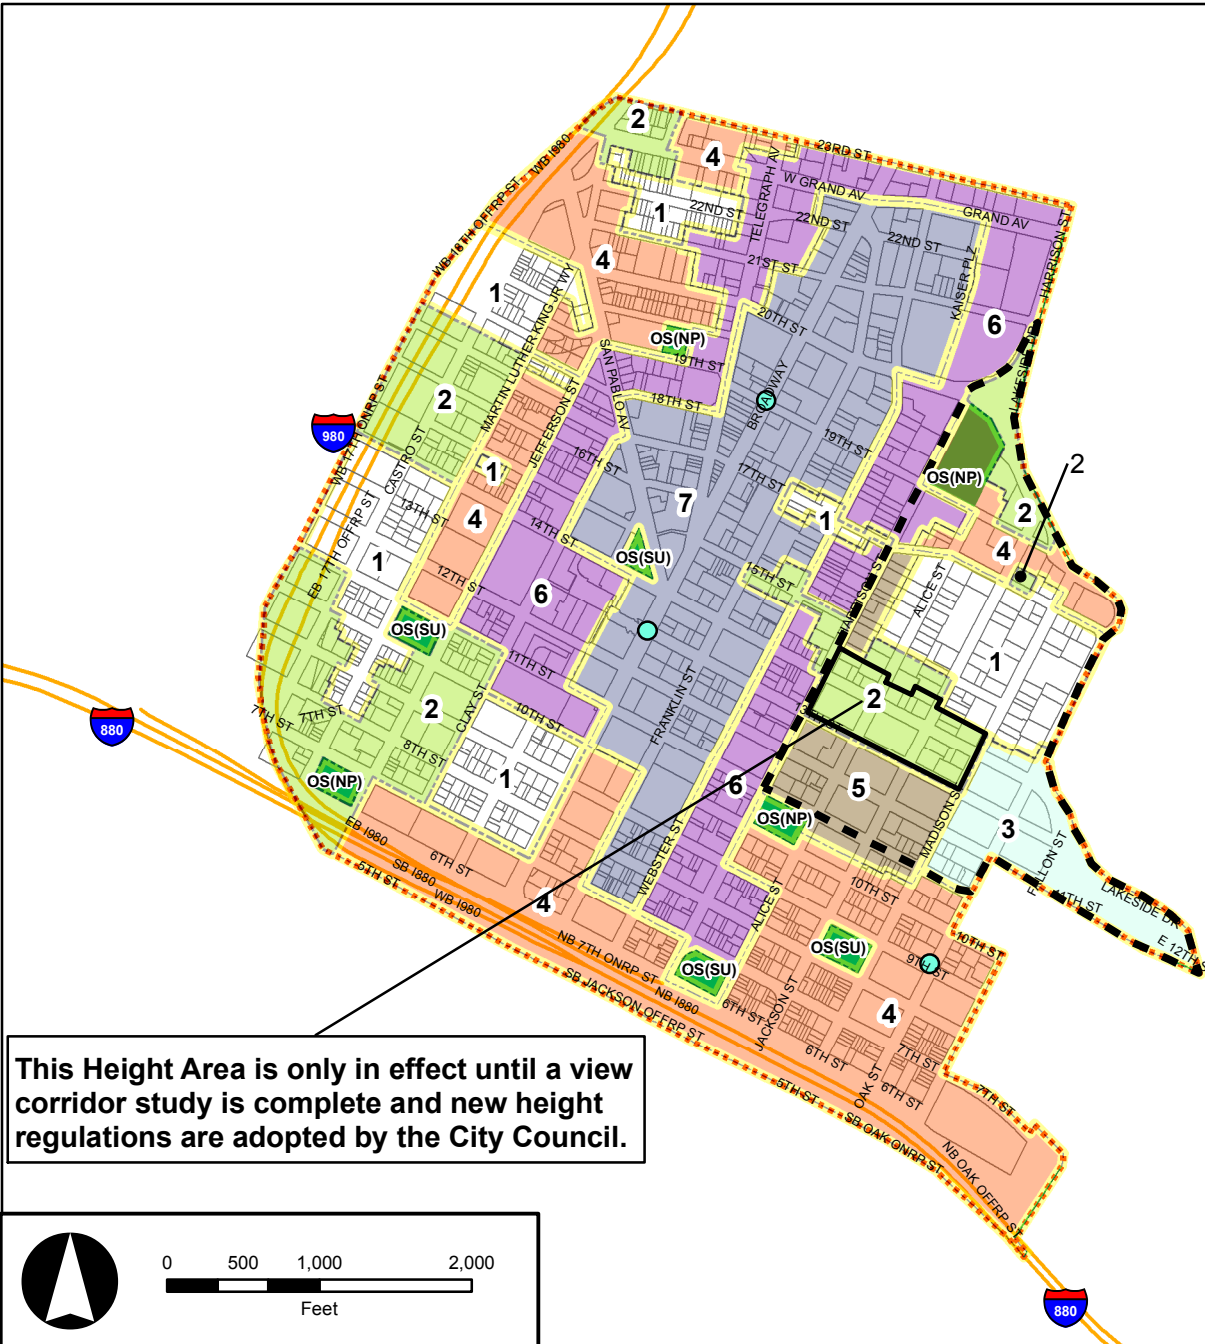 2
4
23RD ST
WB I980
W GRAND AV
TELEGRAPH AV
GRAND AV
1
22ND ST
22ND ST
22ND ST
HARRISON ST
WB 18TH OFFRP ST
4
21ST ST
KAISER PLZ
1
MARTIN LUTHER KING JR WY
20TH ST
6
OS(NP)
SAN PABLO AV
19TH ST
LAKESIDE DR
2
18TH ST
BROADWAY
WB 17TH ONRP ST
JEFFERSON ST
980
CASTRO ST
16TH ST
19TH ST
1
17TH ST
OS(NP)
2
EB 17TH OFFRP ST
13TH ST
4
14TH ST
7
1
2
4
OS(SU)
1
12TH ST
6
15TH ST
ALICE ST
HARRISON ST
OS(SU)
11TH ST
1
2
CLAY ST
10TH ST
FRANKLIN ST
2
7TH ST
7TH ST
8TH ST
13TH ST
880
OS(NP)
1
6
5
OS(NP)
MADISON ST
3
FALLON ST
EB I980
6TH ST
SB I880
5TH ST
WB I980
4
WEBSTER ST
ALICE ST
10TH ST
11TH ST
LAKESIDE DR
E 12TH S
NB 7TH ONRP ST
OS(SU)
OS(SU)
9TH ST
10TH ST
SB JACKSON OFFRP ST
NB I880
6TH ST
JACKSON ST
4
6TH ST
7TH ST
OAK ST
6TH ST
5TH ST
7TH ST
SB OAK ONRP ST
NB OAK OFFRP ST
This Height Area is only in effect until a view
corridor study is complete and new height
regulations are adopted by the City Council.
0 500 1,000 2,000
Feet
880